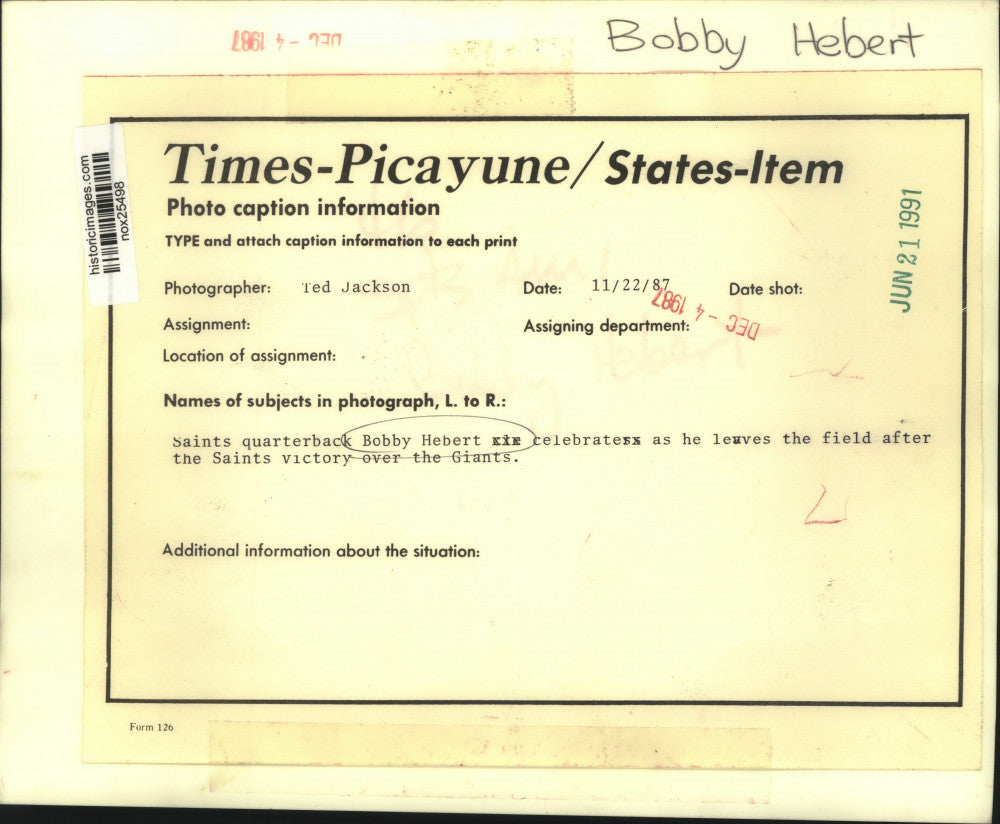 DEC - 4 1987
Bobby Hebert
historicimages.com
nox25498
Times-Picayune/States-Item
Photo caption information
TYPE and attach caption information to each print
JUN 21 1991
Photographer: Ted Jackson Date: 11/22/87 Date shot:
DEC - 4 1987
Assignment: Assigning department:
Location of assignment:
Names of subjects in photograph, L. to R.:
Saints quarterback Bobby Hebert celebrates as he leaves the field after
the Saints victory over the Giants.
Additional information about the situation:
Form 126